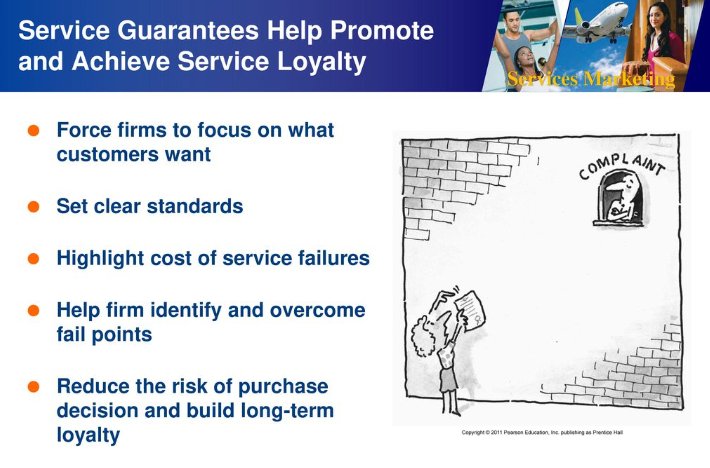 Service Guarantees Help Promote
and Achieve Service Loyalty
Services Marketing
Force firms to focus on what
customers want
Set clear standards
Highlight cost of service failures
Help firm identify and overcome
fail points
Reduce the risk of purchase
decision and build long-term
loyalty
COMPLAINT
Copyright © 2011 Pearson Education, Inc. publishing as Prentice Hall